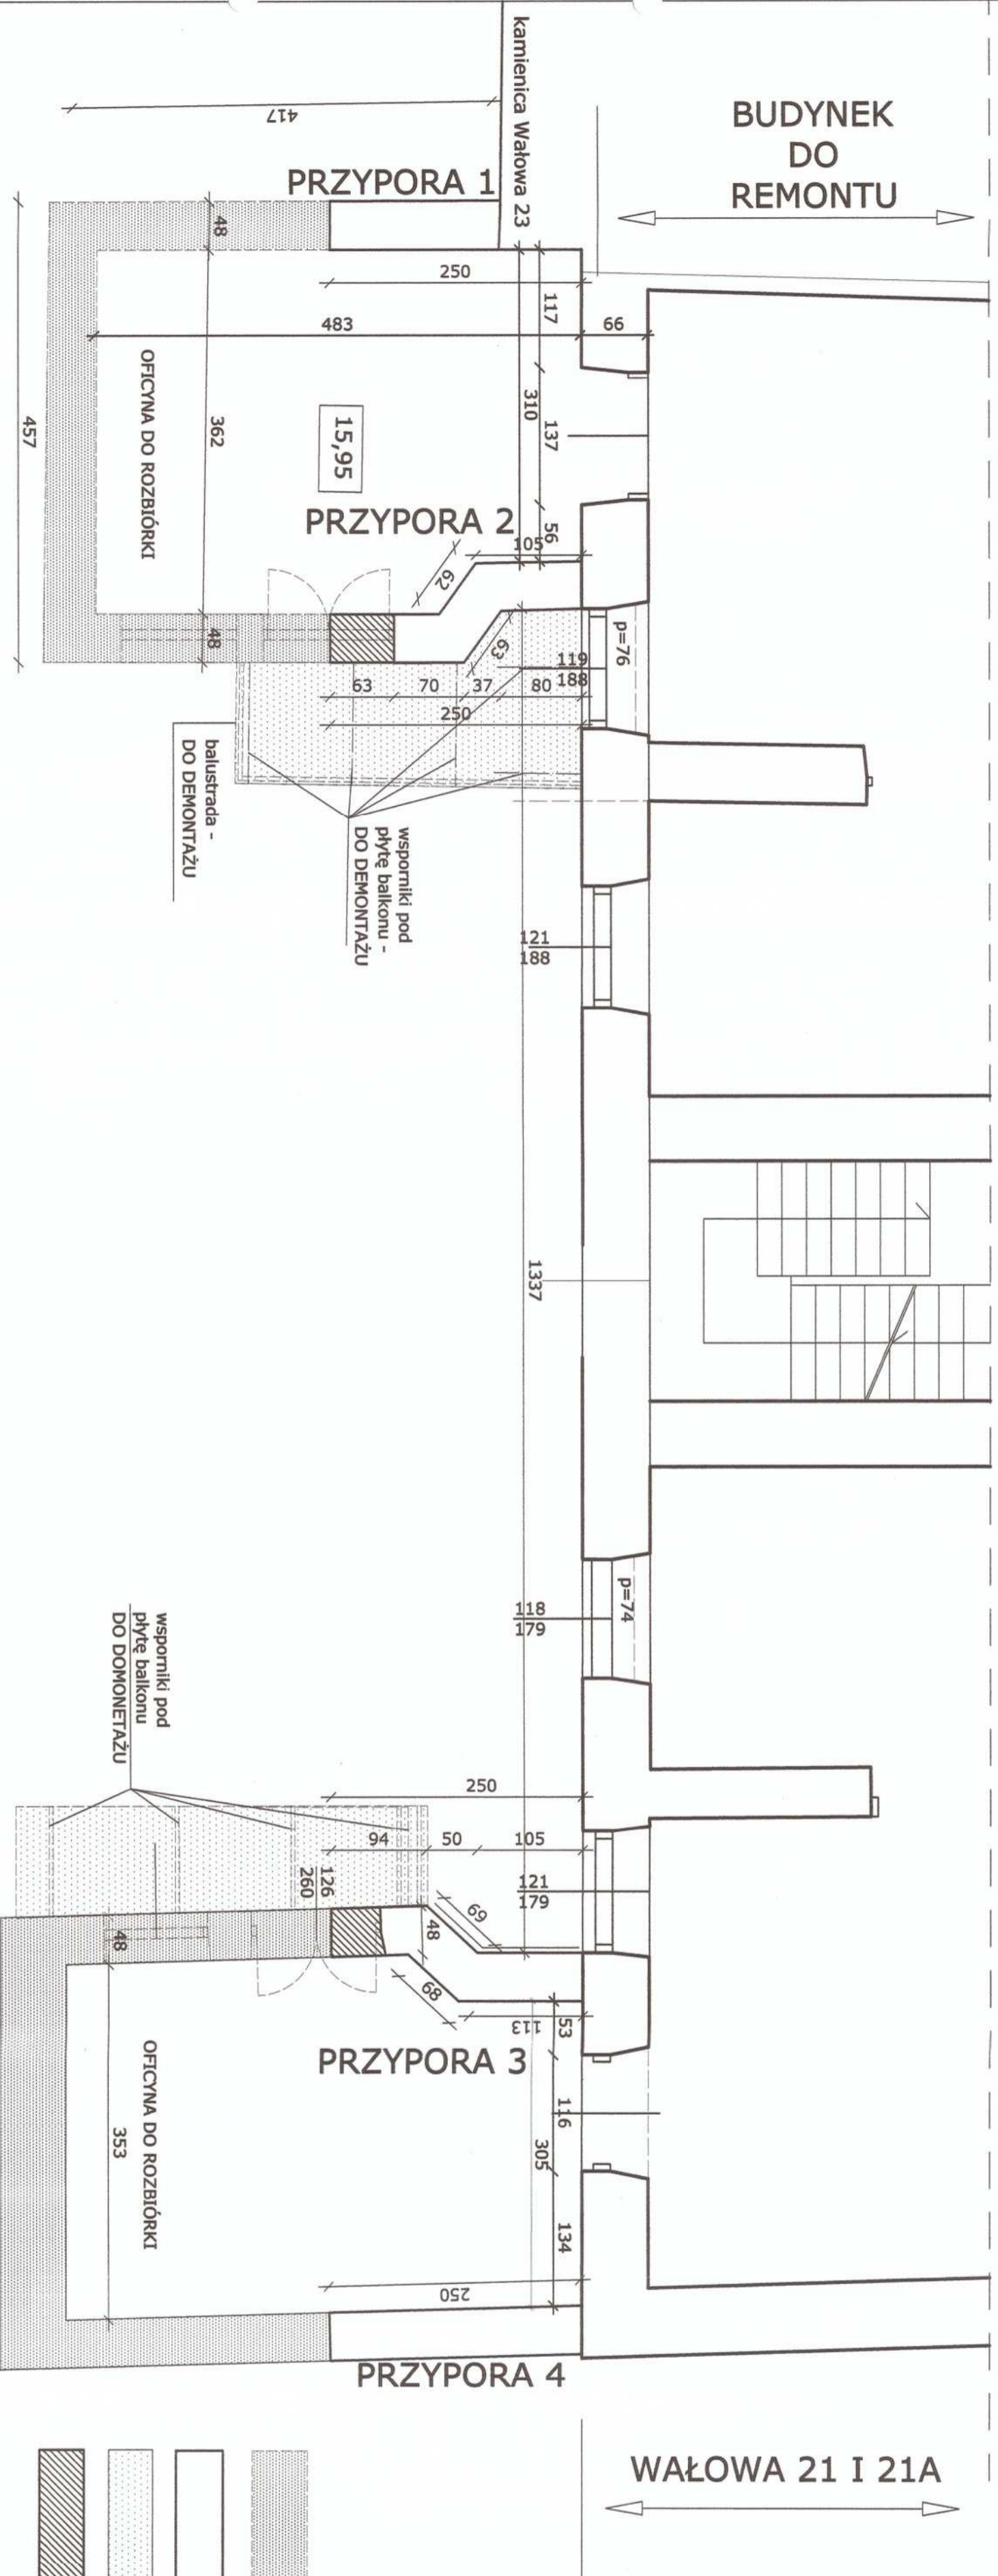 BUDYNEK
DO
REMONTU
kamienica Wałowa 23
417
PRZYPORA 1
48
250
117
66
483
310
137
457
362
OFICYNA DO ROZBIÓRKI
15,95
PRZYPORA 2
56
105
62
63
48
p=76
119
188
63
70
37
80
250
balustrada -
DO DEMONTAŻU
wsporniki pod
płytę balkonu -
DO DEMONTAŻU
121
188
1337
118
179
p=74
wsporniki pod
płytę balkonu
DO DOMONETAŻU
250
94
50
105
126
260
121
179
69
48
48
68
113
53
PRZYPORA 3
116
305
353
OFICYNA DO ROZBIÓRKI
134
250
PRZYPORA 4
WAŁOWA 21 I 21A